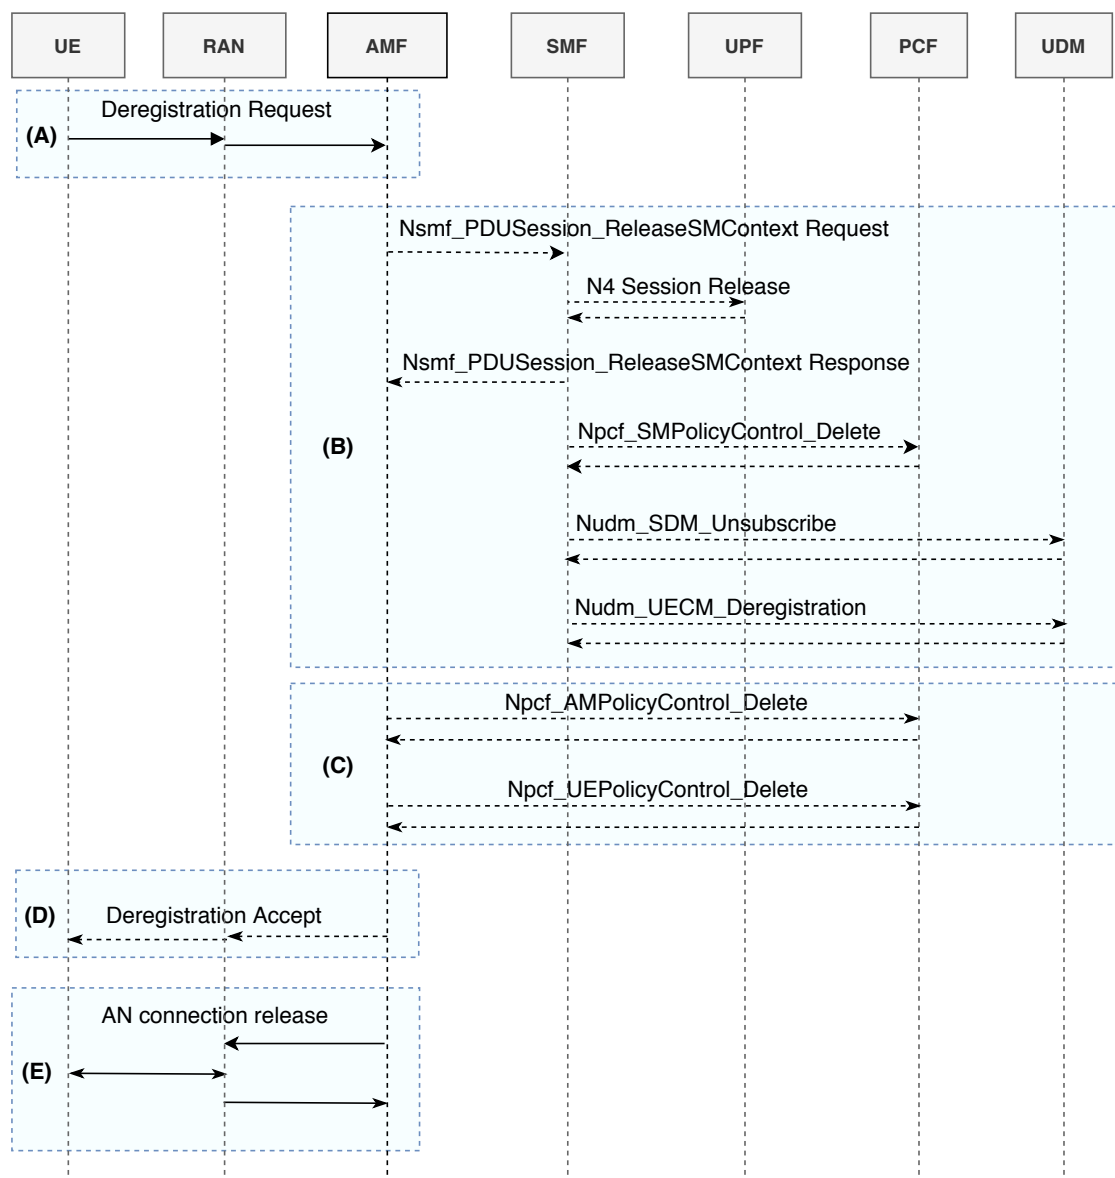 UE RAN AMF SMF UPF PCF UDM
Deregistration Request
(A)
Nsmf_PDUSession_ReleaseSMContext Request
N4 Session Release
Nsmf_PDUSession_ReleaseSMContext Response
Npcf_SMPolicyControl_Delete
(B)
Nudm_SDM_Unsubscribe
Nudm_UECM_Deregistration
Npcf_AMPolicyControl_Delete
(C)
Npcf_UEPolicyControl_Delete
(D) Deregistration Accept
AN connection release
(E)